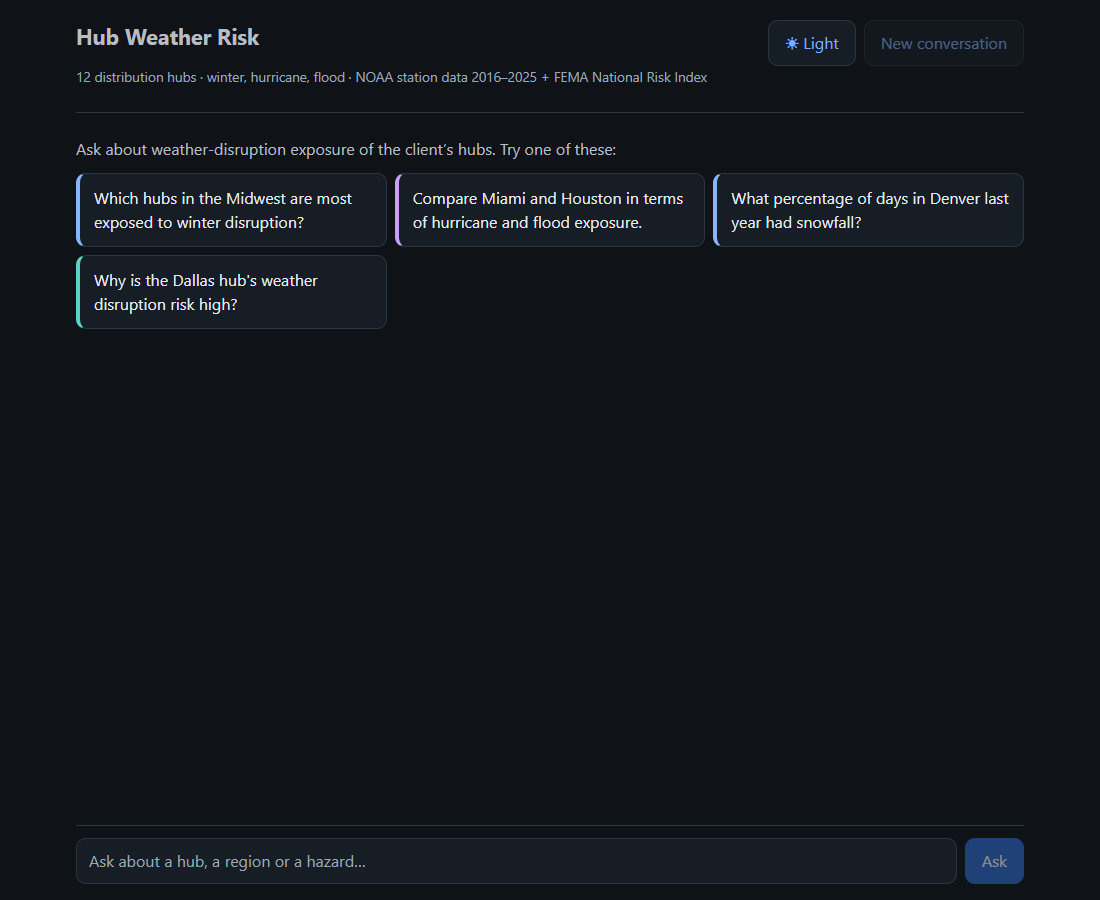 Hub Weather Risk
☀ Light
New conversation
12 distribution hubs · winter, hurricane, flood · NOAA station data 2016–2025 + FEMA National Risk Index
Ask about weather-disruption exposure of the client’s hubs. Try one of these:
Which hubs in the Midwest are most
exposed to winter disruption?
Compare Miami and Houston in terms
of hurricane and flood exposure.
What percentage of days in Denver last
year had snowfall?
Why is the Dallas hub's weather
disruption risk high?
Ask about a hub, a region or a hazard…
Ask